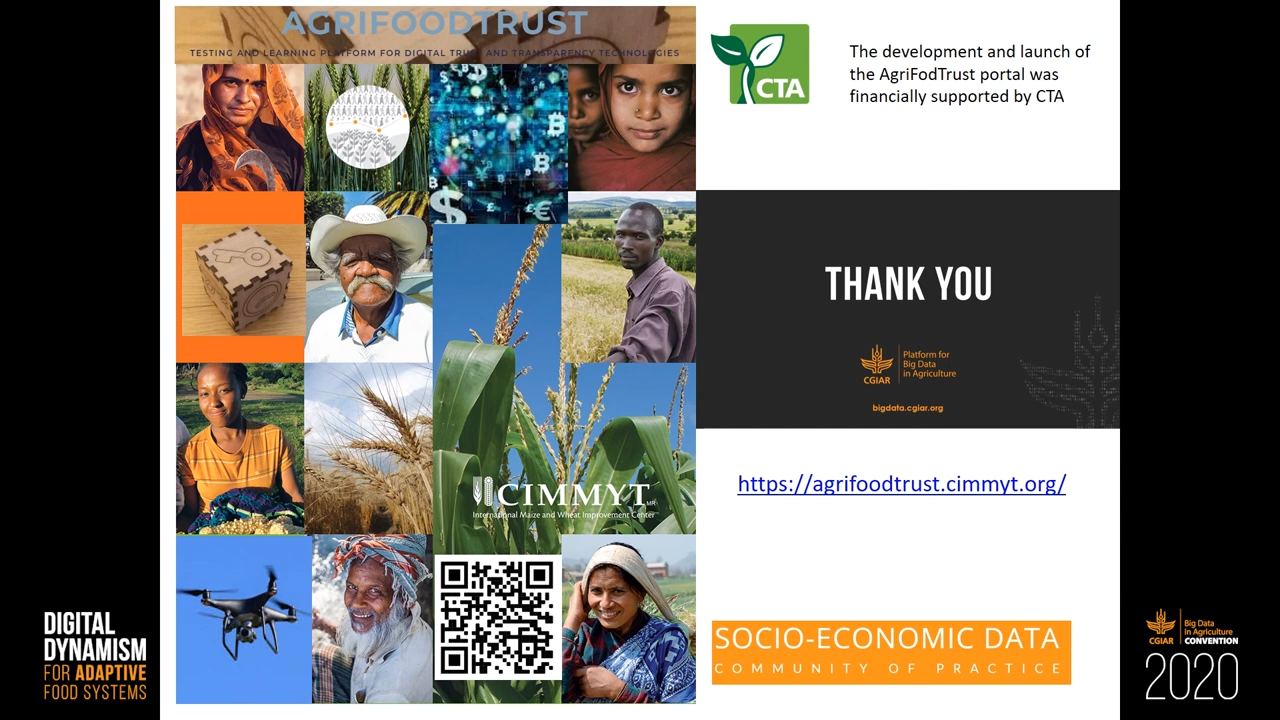 AGRIFOODTRUST
TESTING AND LEARNING PLATFORM FOR DIGITAL TRUST AND TRANSPARENCY TECHNOLOGIES
CTA
The development and launch of
the AgriFodTrust portal was
financially supported by CTA
THANK YOU
CGIAR
Platform for
Big Data
in Agriculture
bigdata.cgiar.org
CIMMYT MR
International Maize and Wheat Improvement Center
https://agrifoodtrust.cimmyt.org/
SOCIO-ECONOMIC DATA
COMMUNITY OF PRACTICE
DIGITAL
DYNAMISM
FOR ADAPTIVE
FOOD SYSTEMS
CGIAR
Big Data
in Agriculture
CONVENTION
2020